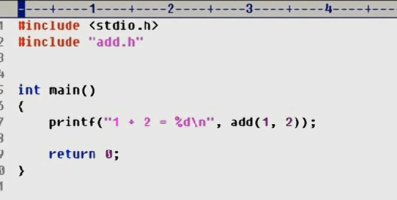 ----+----1----+----2----+----3----+----4----+---
1 #include <stdio.h>
2 #include "add.h"
3
4
5 int main()
6 {
7     printf("1 + 2 = %d\n", add(1, 2));
8
9     return 0;
0 }
1